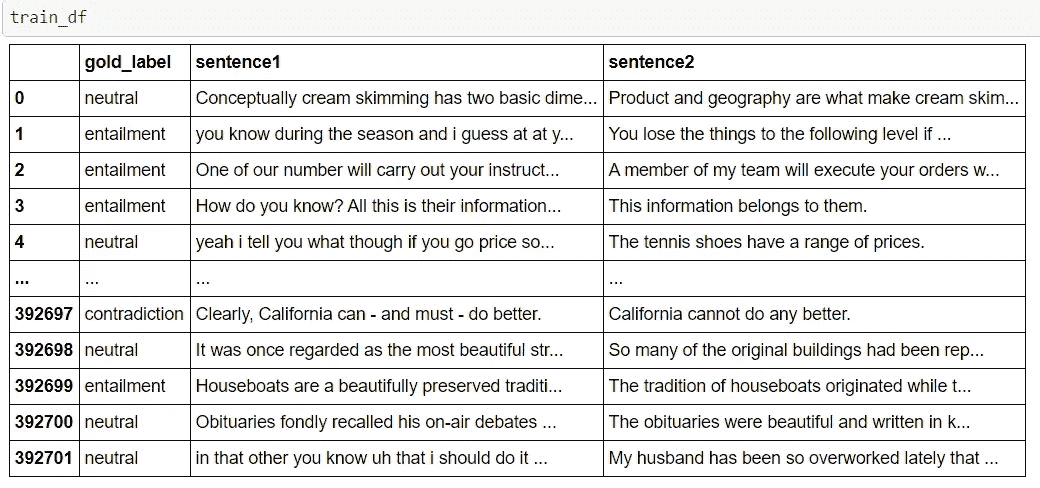 train_df
gold_label sentence1 sentence2
0 neutral Conceptually cream skimming has two basic dime... Product and geography are what make cream skim...
1 entailment you know during the season and i guess at at y... You lose the things to the following level if ...
2 entailment One of our number will carry out your instruct... A member of my team will execute your orders w...
3 entailment How do you know? All this is their information... This information belongs to them.
4 neutral yeah i tell you what though if you go price so... The tennis shoes have a range of prices.
... ... ... ...
392697 contradiction Clearly, California can - and must - do better. California cannot do any better.
392698 neutral It was once regarded as the most beautiful str... So many of the original buildings had been rep...
392699 entailment Houseboats are a beautifully preserved traditi... The tradition of houseboats originated while t...
392700 neutral Obituaries fondly recalled his on-air debates ... The obituaries were beautiful and written in k...
392701 neutral in that other you know uh that i should do it ... My husband has been so overworked lately that ...